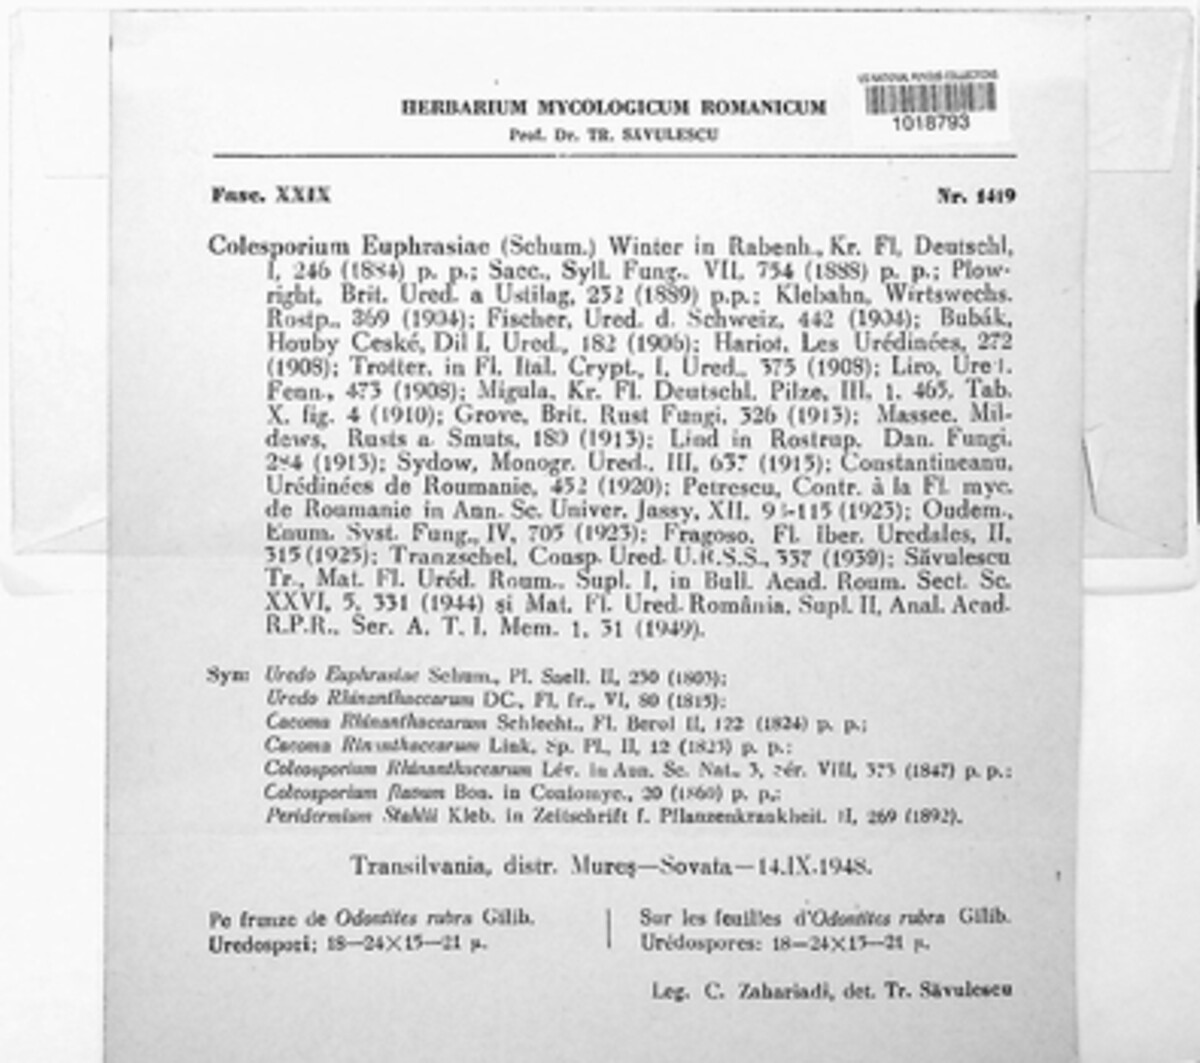 US NATIONAL FUNGUS COLLECTIONS
1018793
HERBARIUM MYCOLOGICUM ROMANICUM
Prof. Dr. TR. SĂVULESCU
Fasc. XXIX
Nr. 1419
Colesporium Euphrasiae (Schum.) Winter in Rabenh., Kr. Fl. Deutschl.
I, 246 (1884) p. p.; Sacc., Syll. Fung., VII, 754 (1888) p. p.; Plow-
right, Brit. Ured. a Ustilag, 252 (1889) p.p.; Klebahn, Wirtswechs.
Rostp., 369 (1904); Fischer, Ured. d. Schweiz, 442 (1904); Bubák,
Houby Ceské, Dil I, Ured., 182 (1906); Hariot, Les Urédinées, 272
(1908); Trotter, in Fl. Ital. Crypt., I, Ured., 375 (1908); Liro, Ured.
Fenn., 473 (1908); Migula, Kr. Fl. Deutschl. Pilze, III, 1, 465, Tab.
X, fig. 4 (1910); Grove, Brit. Rust Fungi, 326 (1913); Massee, Mil-
dews, Rusts a. Smuts, 180 (1913); Lind in Rostrup, Dan. Fungi,
284 (1913); Sydow, Monogr. Ured., III, 637 (1915); Constantineanu,
Urédinées de Roumanie, 452 (1920); Petrescu, Contr. à la Fl. myc.
de Roumanie in Ann. Sc. Univer. Jassy, XII, (1923); Oudem.,
Enum. Syst. Fung., IV, 705 (1923); Fragoso, Fl. Iber. Uredales, II,
315 (1925); Tranzschel, Consp. Ured. U.R.S.S., 337 (1939); Săvulescu
Tr., Mat. Fl. Uréd. Roum., Supl. I, in Bull. Acad. Roum. Sect. Sc.
XXVI, 5, 331 (1944) și Mat. Fl. Ured. România, Supl. II, Anal. Acad.
R.P.R., Ser. A, T. I, Mem. 1, 31 (1949).
Syn: Uredo Euphrasiae Schum., Pl. Saell. II, 230 (1803);
Uredo Rhinanthacearum DC., Fl. fr., VI, 80 (1815);
Caeoma Rhinanthacearum Schlecht., Fl. Berol II, 122 (1824) p. p.;
Caeoma Rinanthacearum Link, Sp. Pl., II, 12 (1825) p. p.;
Coleosporium Rhinanthacearum Lév. in Ann. Sc. Nat., 3, sér. VIII, 373 (1847) p. p.;
Coleosporium flavum Bon. in Coniomyc., 20 (1860) p. p.;
Peridermium Stahlii Kleb. in Zeitschrift f. Pflanzenkrankheit. II, 269 (1892).
Transilvania, distr. Mureș—Sovata—14.IX.1948.
Pe frunze de Odontites rubra Gilib.
Uredospori; 18—24×15—21 µ.
Sur les feuilles d'Odontites rubra Gilib.
Urédospores: 18—24×15—21 µ.
Leg. C. Zahariadi, det. Tr. Săvulescu